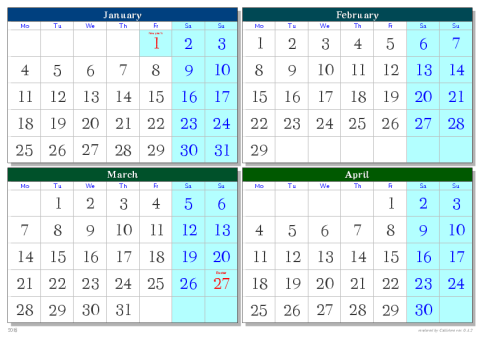 January
Mo Tu We Th Fr Sa Su
1 2 3
4 5 6 7 8 9 10
11 12 13 14 15 16 17
18 19 20 21 22 23 24
25 26 27 28 29 30 31
February
Mo Tu We Th Fr Sa Su
1 2 3 4 5 6 7
8 9 10 11 12 13 14
15 16 17 18 19 20 21
22 23 24 25 26 27 28
29
March
Mo Tu We Th Fr Sa Su
1 2 3 4 5 6
7 8 9 10 11 12 13
14 15 16 17 18 19 20
Easter
21 22 23 24 25 26 27
28 29 30 31
April
Mo Tu We Th Fr Sa Su
1 2 3
4 5 6 7 8 9 10
11 12 13 14 15 16 17
18 19 20 21 22 23 24
25 26 27 28 29 30
2016